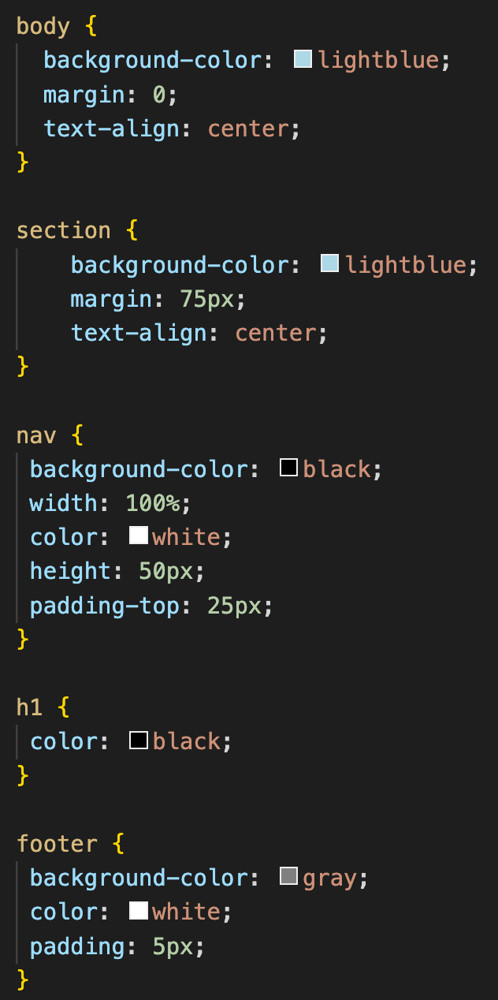 body {
  background-color: lightblue;
  margin: 0;
  text-align: center;
}

section {
    background-color: lightblue;
    margin: 75px;
    text-align: center;
}

nav {
 background-color: black;
 width: 100%;
 color: white;
 height: 50px;
 padding-top: 25px;
}

h1 {
 color: black;
}

footer {
 background-color: gray;
 color: white;
 padding: 5px;
}